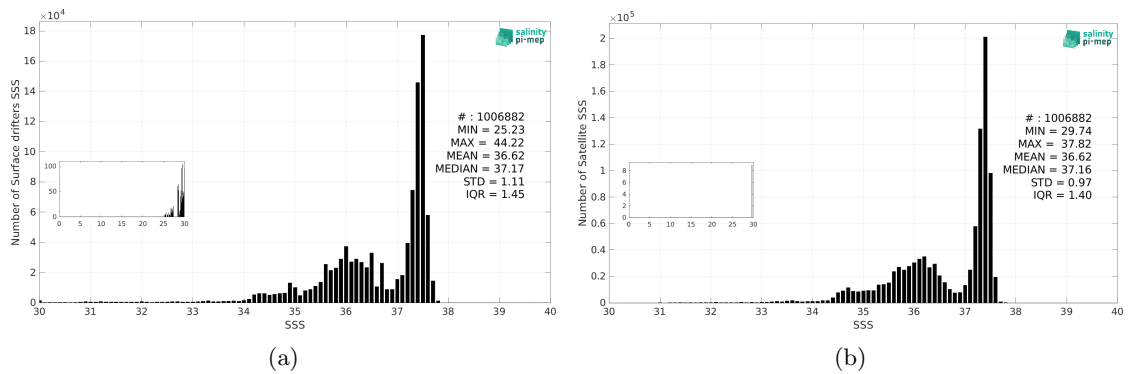 ×10⁴
18
16
14
12
10
8
6
4
2
0
Number of Surface drifters SSS
salinity
pi-mep
# : 1006882
MIN = 25.23
MAX = 44.22
MEAN = 36.62
MEDIAN = 37.17
STD = 1.11
IQR = 1.45
100
50
0
0 5 10 15 20 25 30
30 31 32 33 34 35 36 37 38 39 40
SSS
(a)
×10⁵
2
1.8
1.6
1.4
1.2
1
0.8
0.6
0.4
0.2
0
Number of Satellite SSS
salinity
pi-mep
# : 1006882
MIN = 29.74
MAX = 37.82
MEAN = 36.62
MEDIAN = 37.16
STD = 0.97
IQR = 1.40
8
6
4
2
0
0 5 10 15 20 25 30
30 31 32 33 34 35 36 37 38 39 40
SSS
(b)